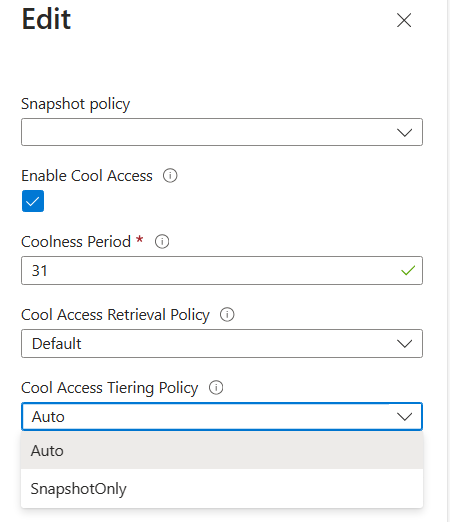 Edit
Snapshot policy
Enable Cool Access
Coolness Period *
31
Cool Access Retrieval Policy
Default
Cool Access Tiering Policy
Auto
Auto
SnapshotOnly